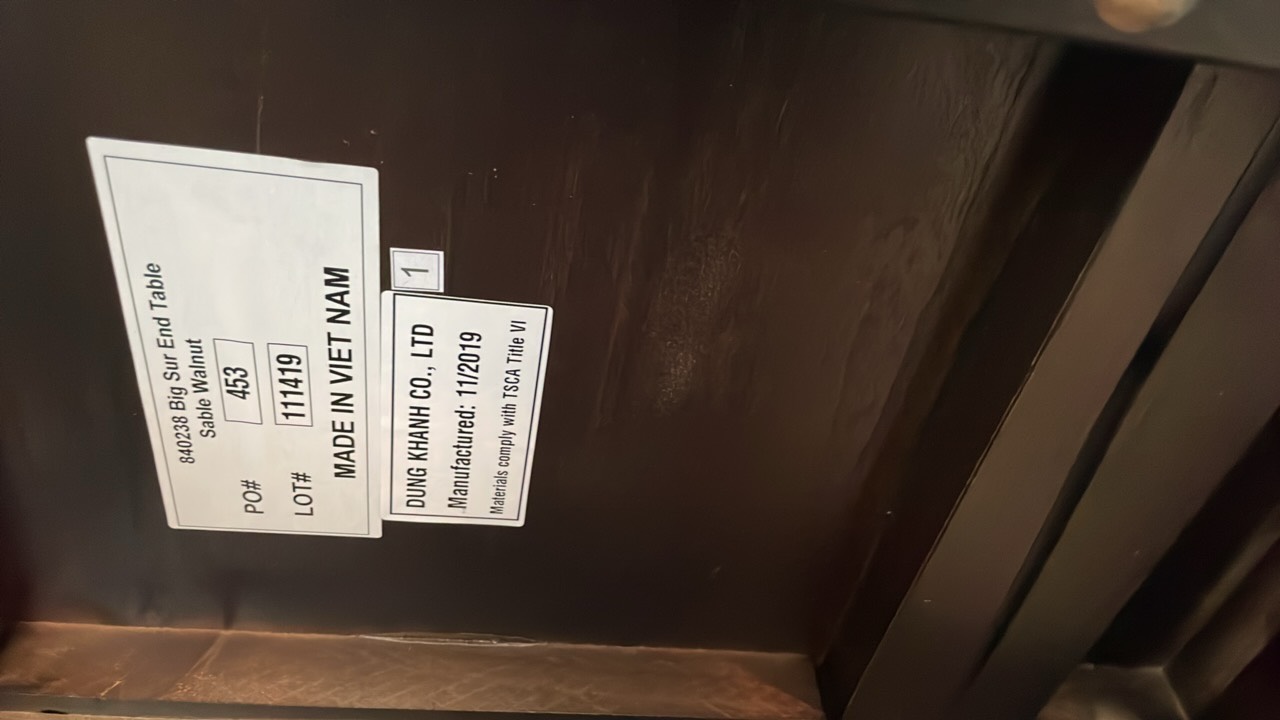 840238 Big Sur End Table
Sable Walnut
PO# 453
LOT# 111419
MADE IN VIET NAM
1
DUNG KHANH CO., LTD
Manufactured: 11/2019
Materials comply with TSCA Title VI